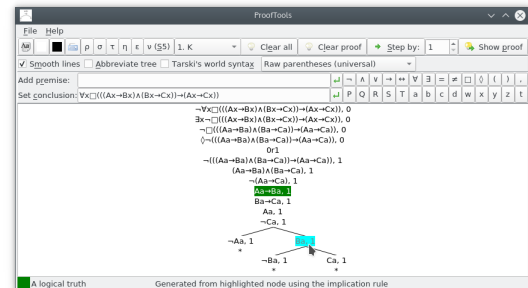 ProofTools
File Help
ρ σ τ η ε ν (S5) 1. K Clear all Clear proof Step by: 1 Show proof
Smooth lines Abbreviate tree Tarski's world syntax Raw parentheses (universal)
Add premise: ¬ ∧ ∨ → ↔ ∀ ∃ = ≠ □ ◊ ( ) ,
Set conclusion: ∀x□(((Ax→Bx)∧(Bx→Cx))→(Ax→Cx)) P Q R S T a b c d w x y z t
¬∀x□(((Ax→Bx)∧(Bx→Cx))→(Ax→Cx)), 0
∃x¬□(((Ax→Bx)∧(Bx→Cx))→(Ax→Cx)), 0
¬□(((Aa→Ba)∧(Ba→Ca))→(Aa→Ca)), 0
◊¬(((Aa→Ba)∧(Ba→Ca))→(Aa→Ca)), 0
0r1
¬(((Aa→Ba)∧(Ba→Ca))→(Aa→Ca)), 1
(Aa→Ba)∧(Ba→Ca), 1
¬(Aa→Ca), 1
Aa→Ba, 1
Ba→Ca, 1
Aa, 1
¬Ca, 1
¬Aa, 1 Ba, 1
*
¬Ba, 1 Ca, 1
* *
A logical truth Generated from highlighted node using the implication rule